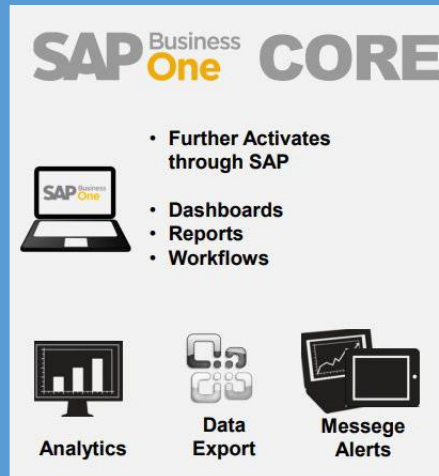 SAP Business One CORE
• Further Activates
through SAP
• Dashboards
• Reports
• Workflows
SAP Business One
Analytics
Data
Export
Messege
Alerts